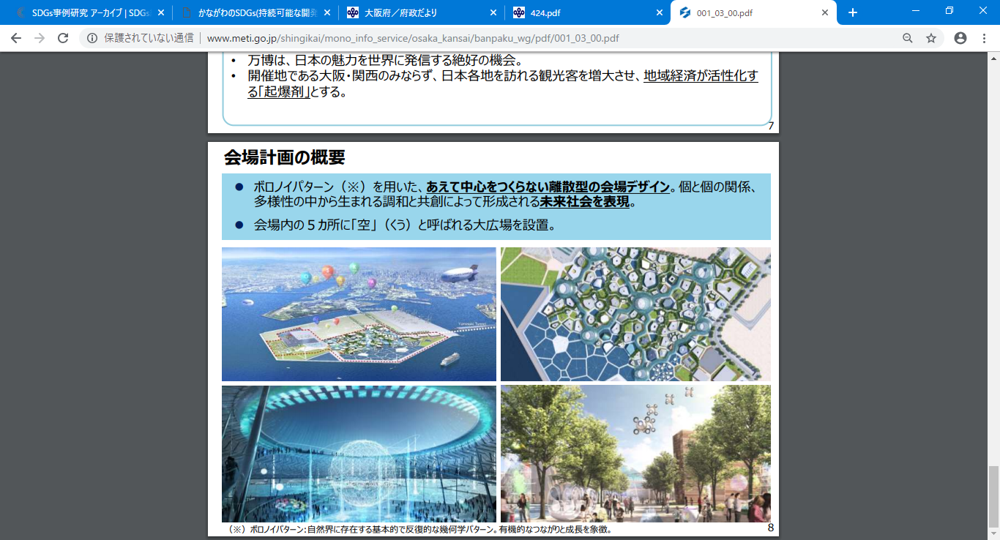 SDGs事例研究 アーカイブ | SDGs
かながわのSDGs(持続可能な開発
大阪府／府政だより
424.pdf
001_03_00.pdf
保護されていない通信
www.meti.go.jp/shingikai/mono_info_service/osaka_kansai/banpaku_wg/pdf/001_03_00.pdf
• 万博は、日本の魅力を世界に発信する絶好の機会。
• 開催地である大阪・関西のみならず、日本各地を訪れる観光客を増大させ、地域経済が活性化す
る「起爆剤」とする。
7
会場計画の概要
● ボロノイパターン（※）を用いた、あえて中心をつくらない離散型の会場デザイン。個と個の関係、
多様性の中から生まれる調和と共創によって形成される未来社会を表現。
● 会場内の５カ所に「空」（くう）と呼ばれる大広場を設置。
Yumemai Bridge
（※）ボロノイパターン：自然界に存在する基本的で反復的な幾何学パターン。有機的なつながりと成長を象徴。
8